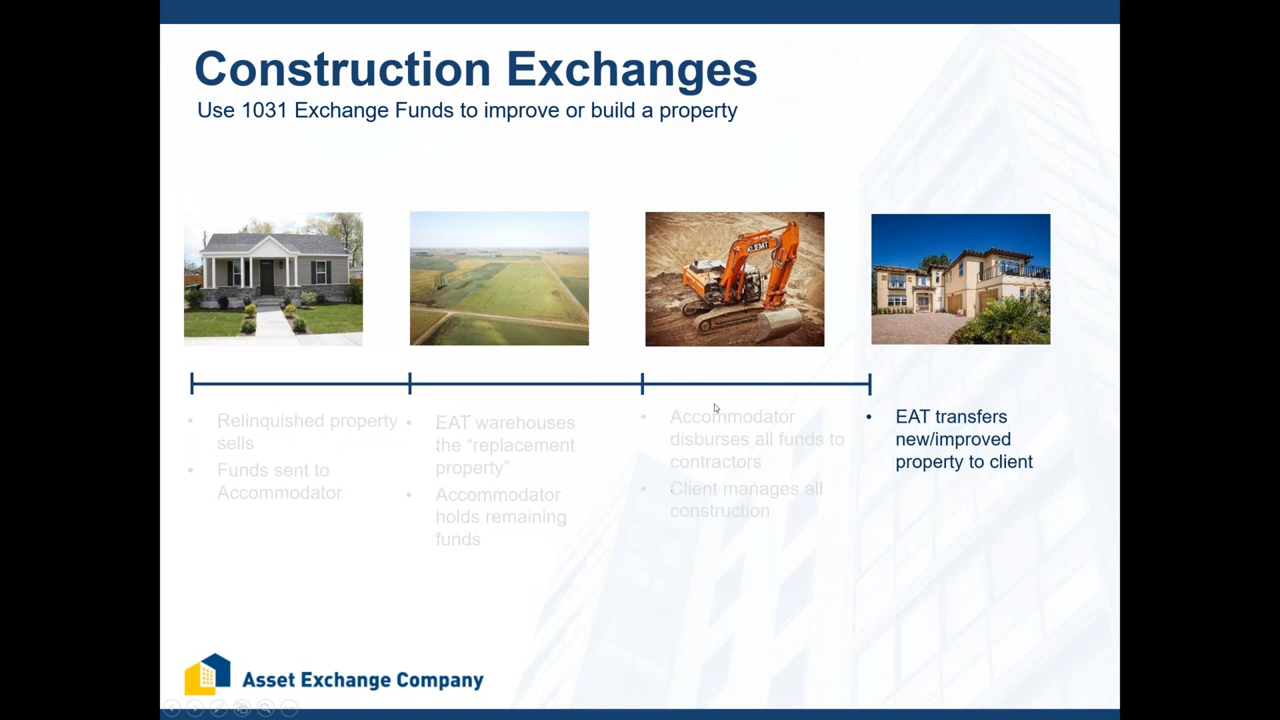 Construction Exchanges
Use 1031 Exchange Funds to improve or build a property
KLIEMT
• Relinquished property
sells
• Funds sent to
Accommodator
• EAT warehouses
the “replacement
property”
• Accommodator
holds remaining
funds
• Accommodator
disburses all funds to
contractors
• Client manages all
construction
• EAT transfers
new/improved
property to client
Asset Exchange Company